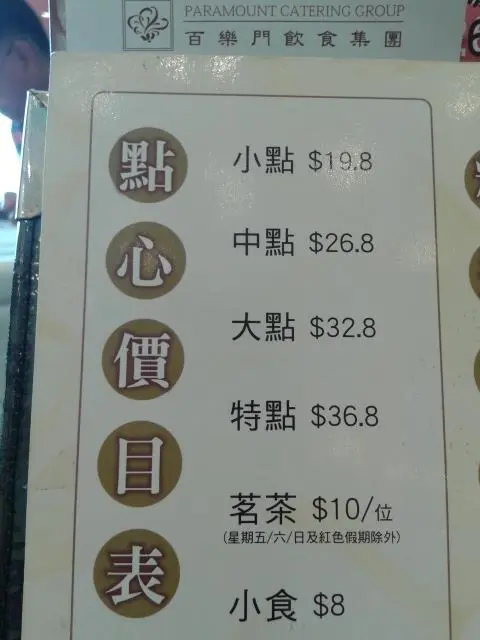 PARAMOUNT CATERING GROUP
百樂門飲食集團
點心價目表
小點 $19.8
中點 $26.8
大點 $32.8
特點 $36.8
茗茶 $10/位
(星期五/六/日及紅色假期除外)
小食 $8